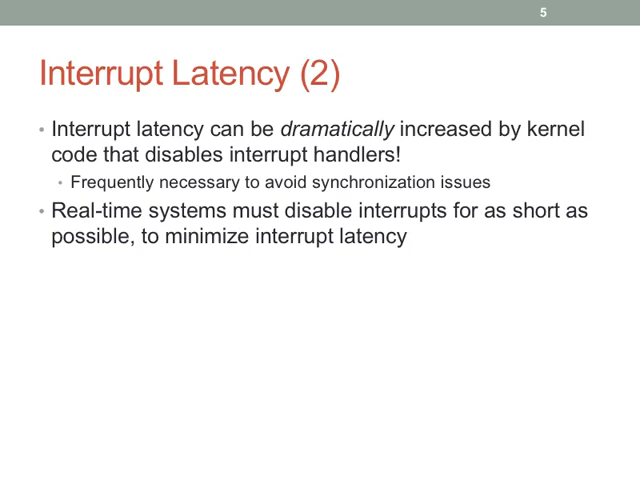 5
Interrupt Latency (2)
• Interrupt latency can be dramatically increased by kernel
code that disables interrupt handlers!
• Frequently necessary to avoid synchronization issues
• Real-time systems must disable interrupts for as short as
possible, to minimize interrupt latency